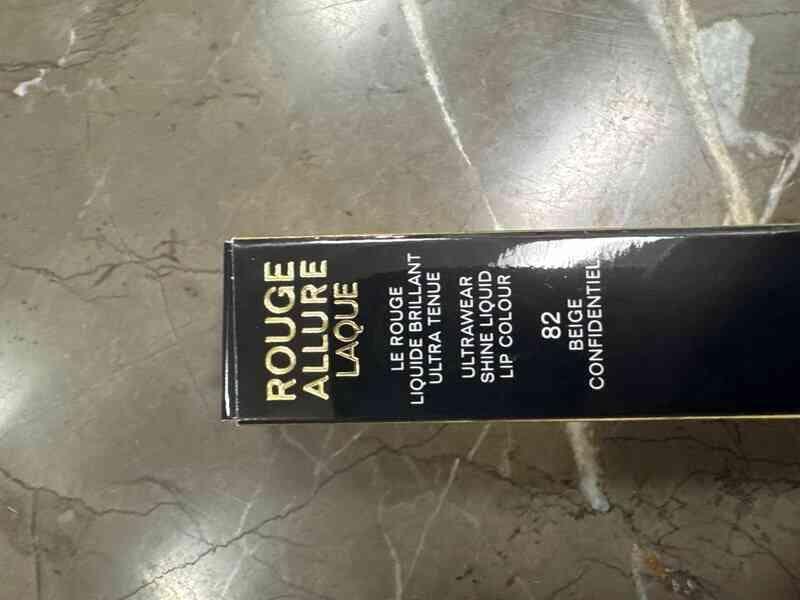 ROUGE
ALLURE
LAQUE
LE ROUGE
LIQUIDE BRILLANT
ULTRA TENUE
ULTRAWEAR
SHINE LIQUID
LIP COLOUR
82
BEIGE
CONFIDENTIEL